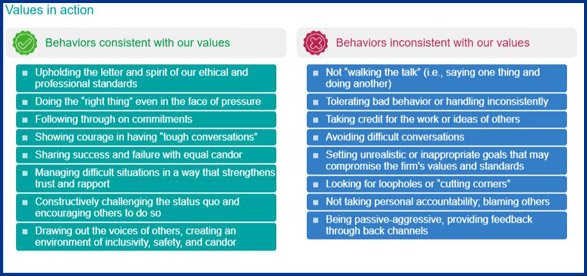 Values in action
Behaviors consistent with our values
Upholding the letter and spirit of our ethical and
professional standards
Doing the "right thing" even in the face of pressure
Following through on commitments
Showing courage in having "tough conversations"
Sharing success and failure with equal candor
Managing difficult situations in a way that strengthens
trust and rapport
Constructively challenging the status quo and
encouraging others to do so
Drawing out the voices of others, creating an
environment of inclusivity, safety, and candor
Behaviors inconsistent with our values
Not "walking the talk" (i.e., saying one thing and
doing another)
Tolerating bad behavior or handling inconsistently
Taking credit for the work or ideas of others
Avoiding difficult conversations
Setting unrealistic or inappropriate goals that may
compromise the firm's values and standards
Looking for loopholes or "cutting corners"
Not taking personal accountability; blaming others
Being passive-aggressive, providing feedback
through back channels